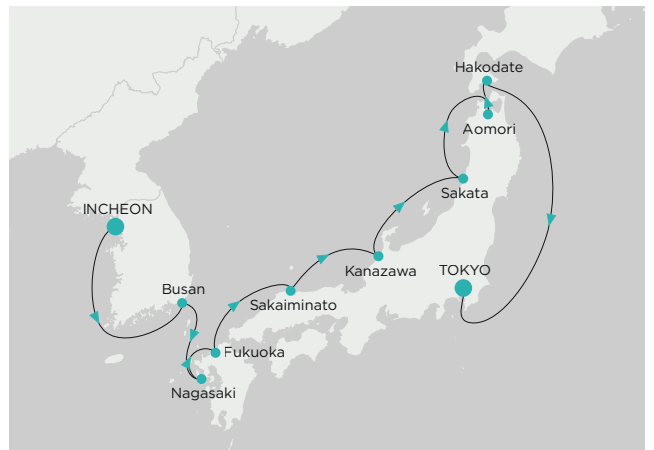 Hakodate
Aomori
Sakata
INCHEON
Kanazawa
TOKYO
Busan
Sakaiminato
Fukuoka
Nagasaki